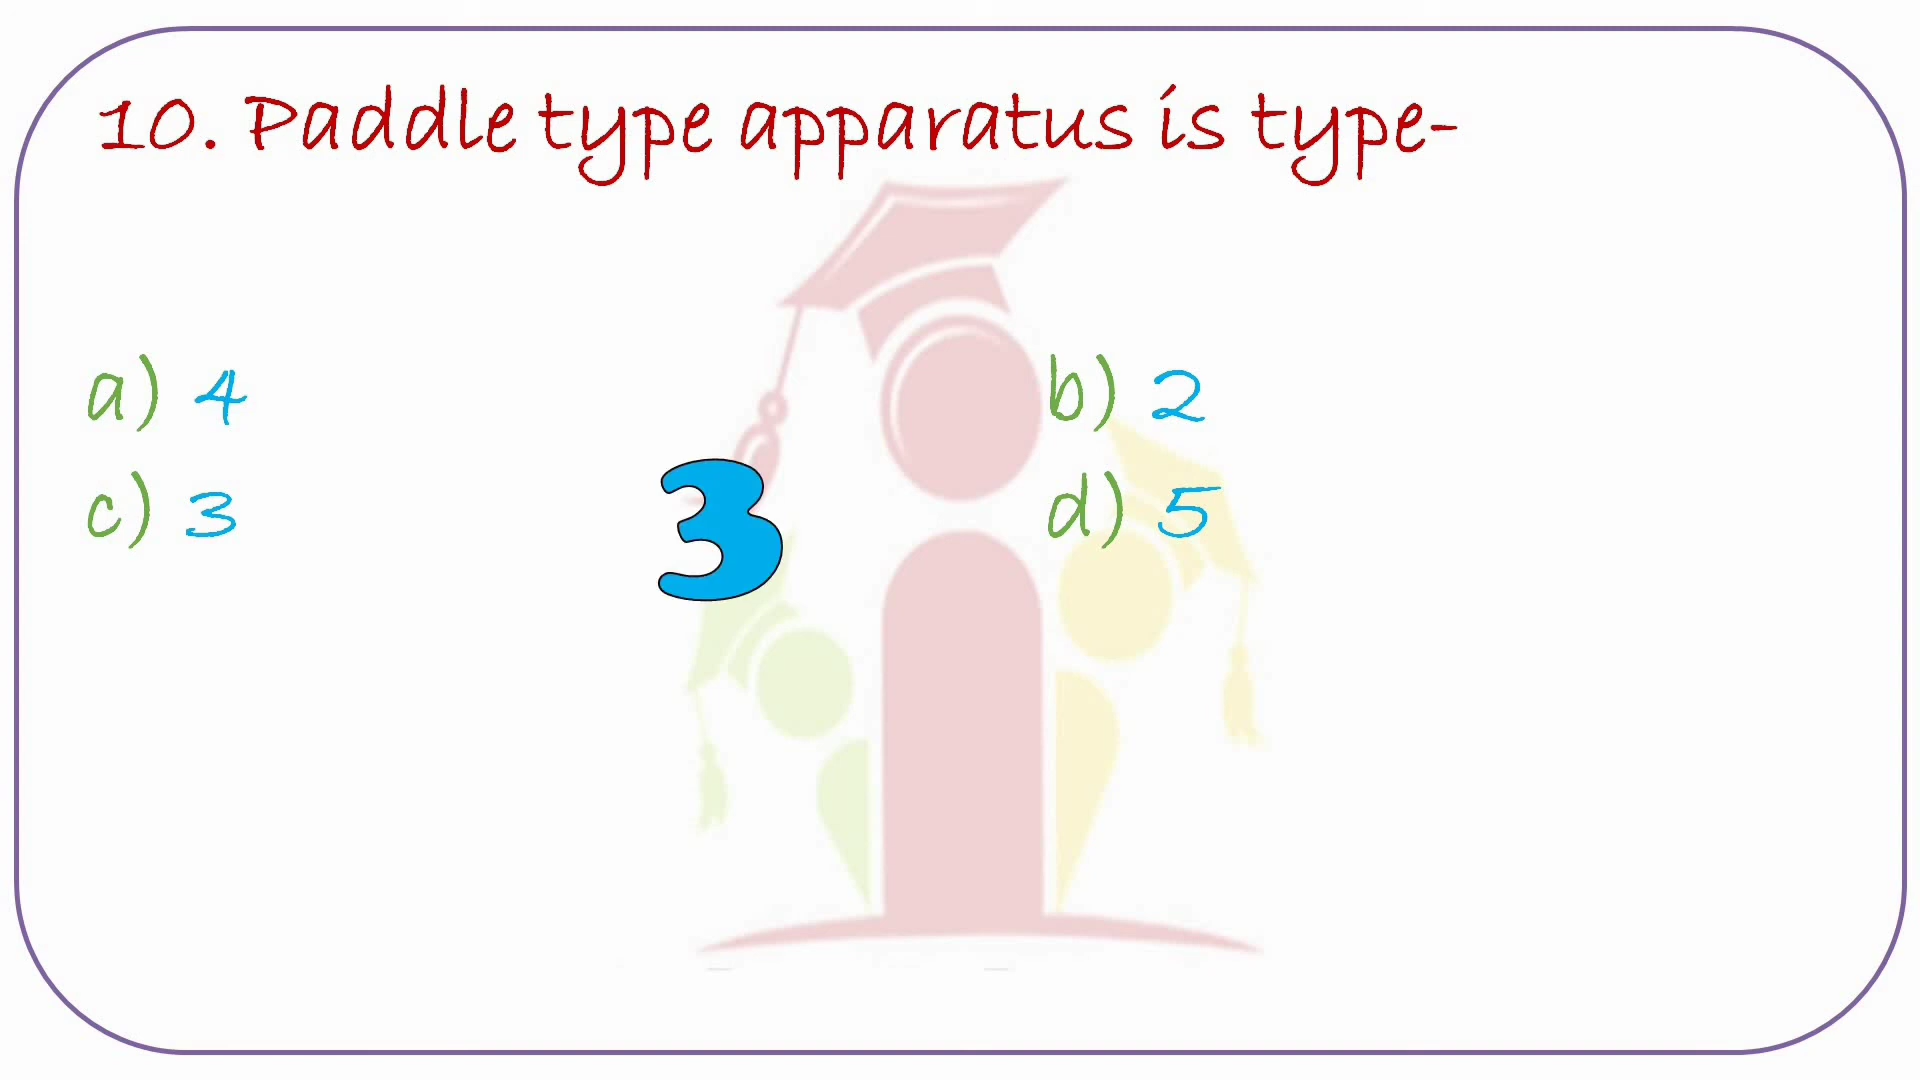 10. Paddle type apparatus is type-
a) 4
b) 2
c) 3
d) 5
3